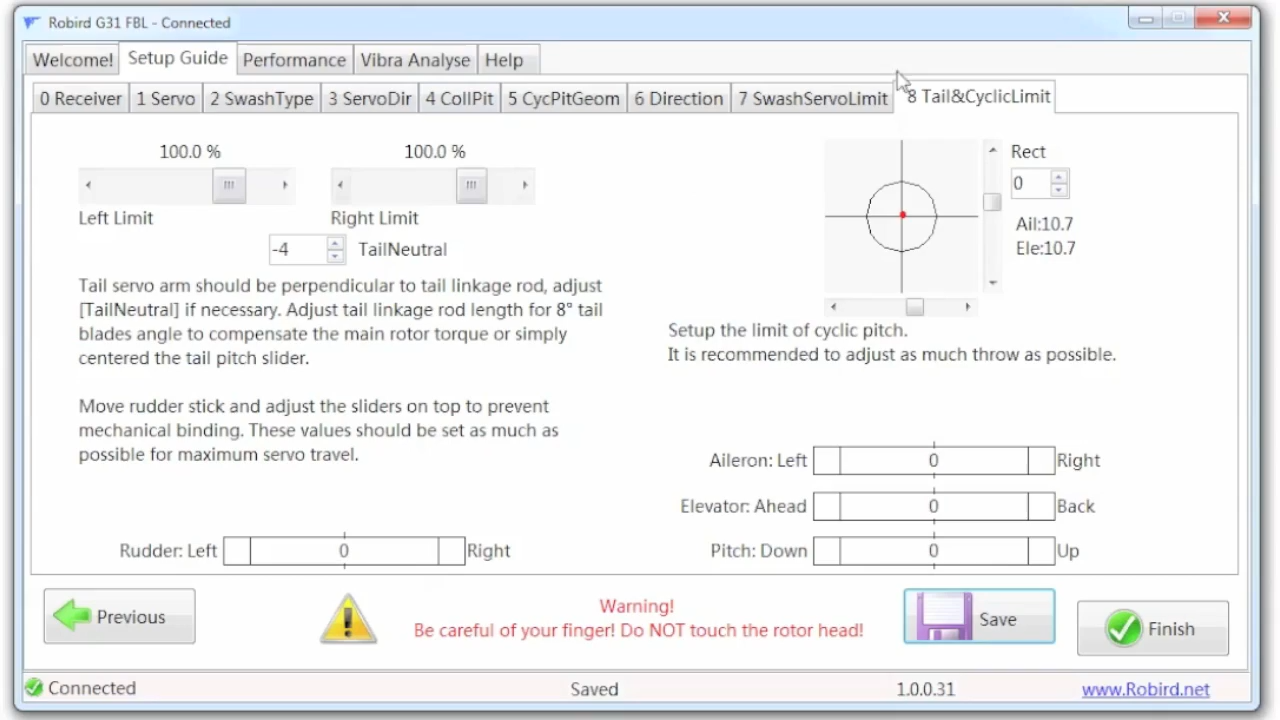 Robird G31 FBL - Connected
Welcome! Setup Guide Performance Vibra Analyse Help
0 Receiver 1 Servo 2 SwashType 3 ServoDir 4 CollPit 5 CycPitGeom 6 Direction 7 SwashServoLimit 8 Tail&CyclicLimit
100.0 % 100.0 %
Left Limit Right Limit
-4 TailNeutral
Tail servo arm should be perpendicular to tail linkage rod, adjust
[TailNeutral] if necessary. Adjust tail linkage rod length for 8° tail
blades angle to compensate the main rotor torque or simply
centered the tail pitch slider.
Move rudder stick and adjust the sliders on top to prevent
mechanical binding. These values should be set as much as
possible for maximum servo travel.
Rudder: Left 0 Right
Rect
0
Ail:10.7
Ele:10.7
Setup the limit of cyclic pitch.
It is recommended to adjust as much throw as possible.
Aileron: Left 0 Right
Elevator: Ahead 0 Back
Pitch: Down 0 Up
Previous
Warning!
Be careful of your finger! Do NOT touch the rotor head!
Save
Finish
Connected Saved 1.0.0.31 www.Robird.net